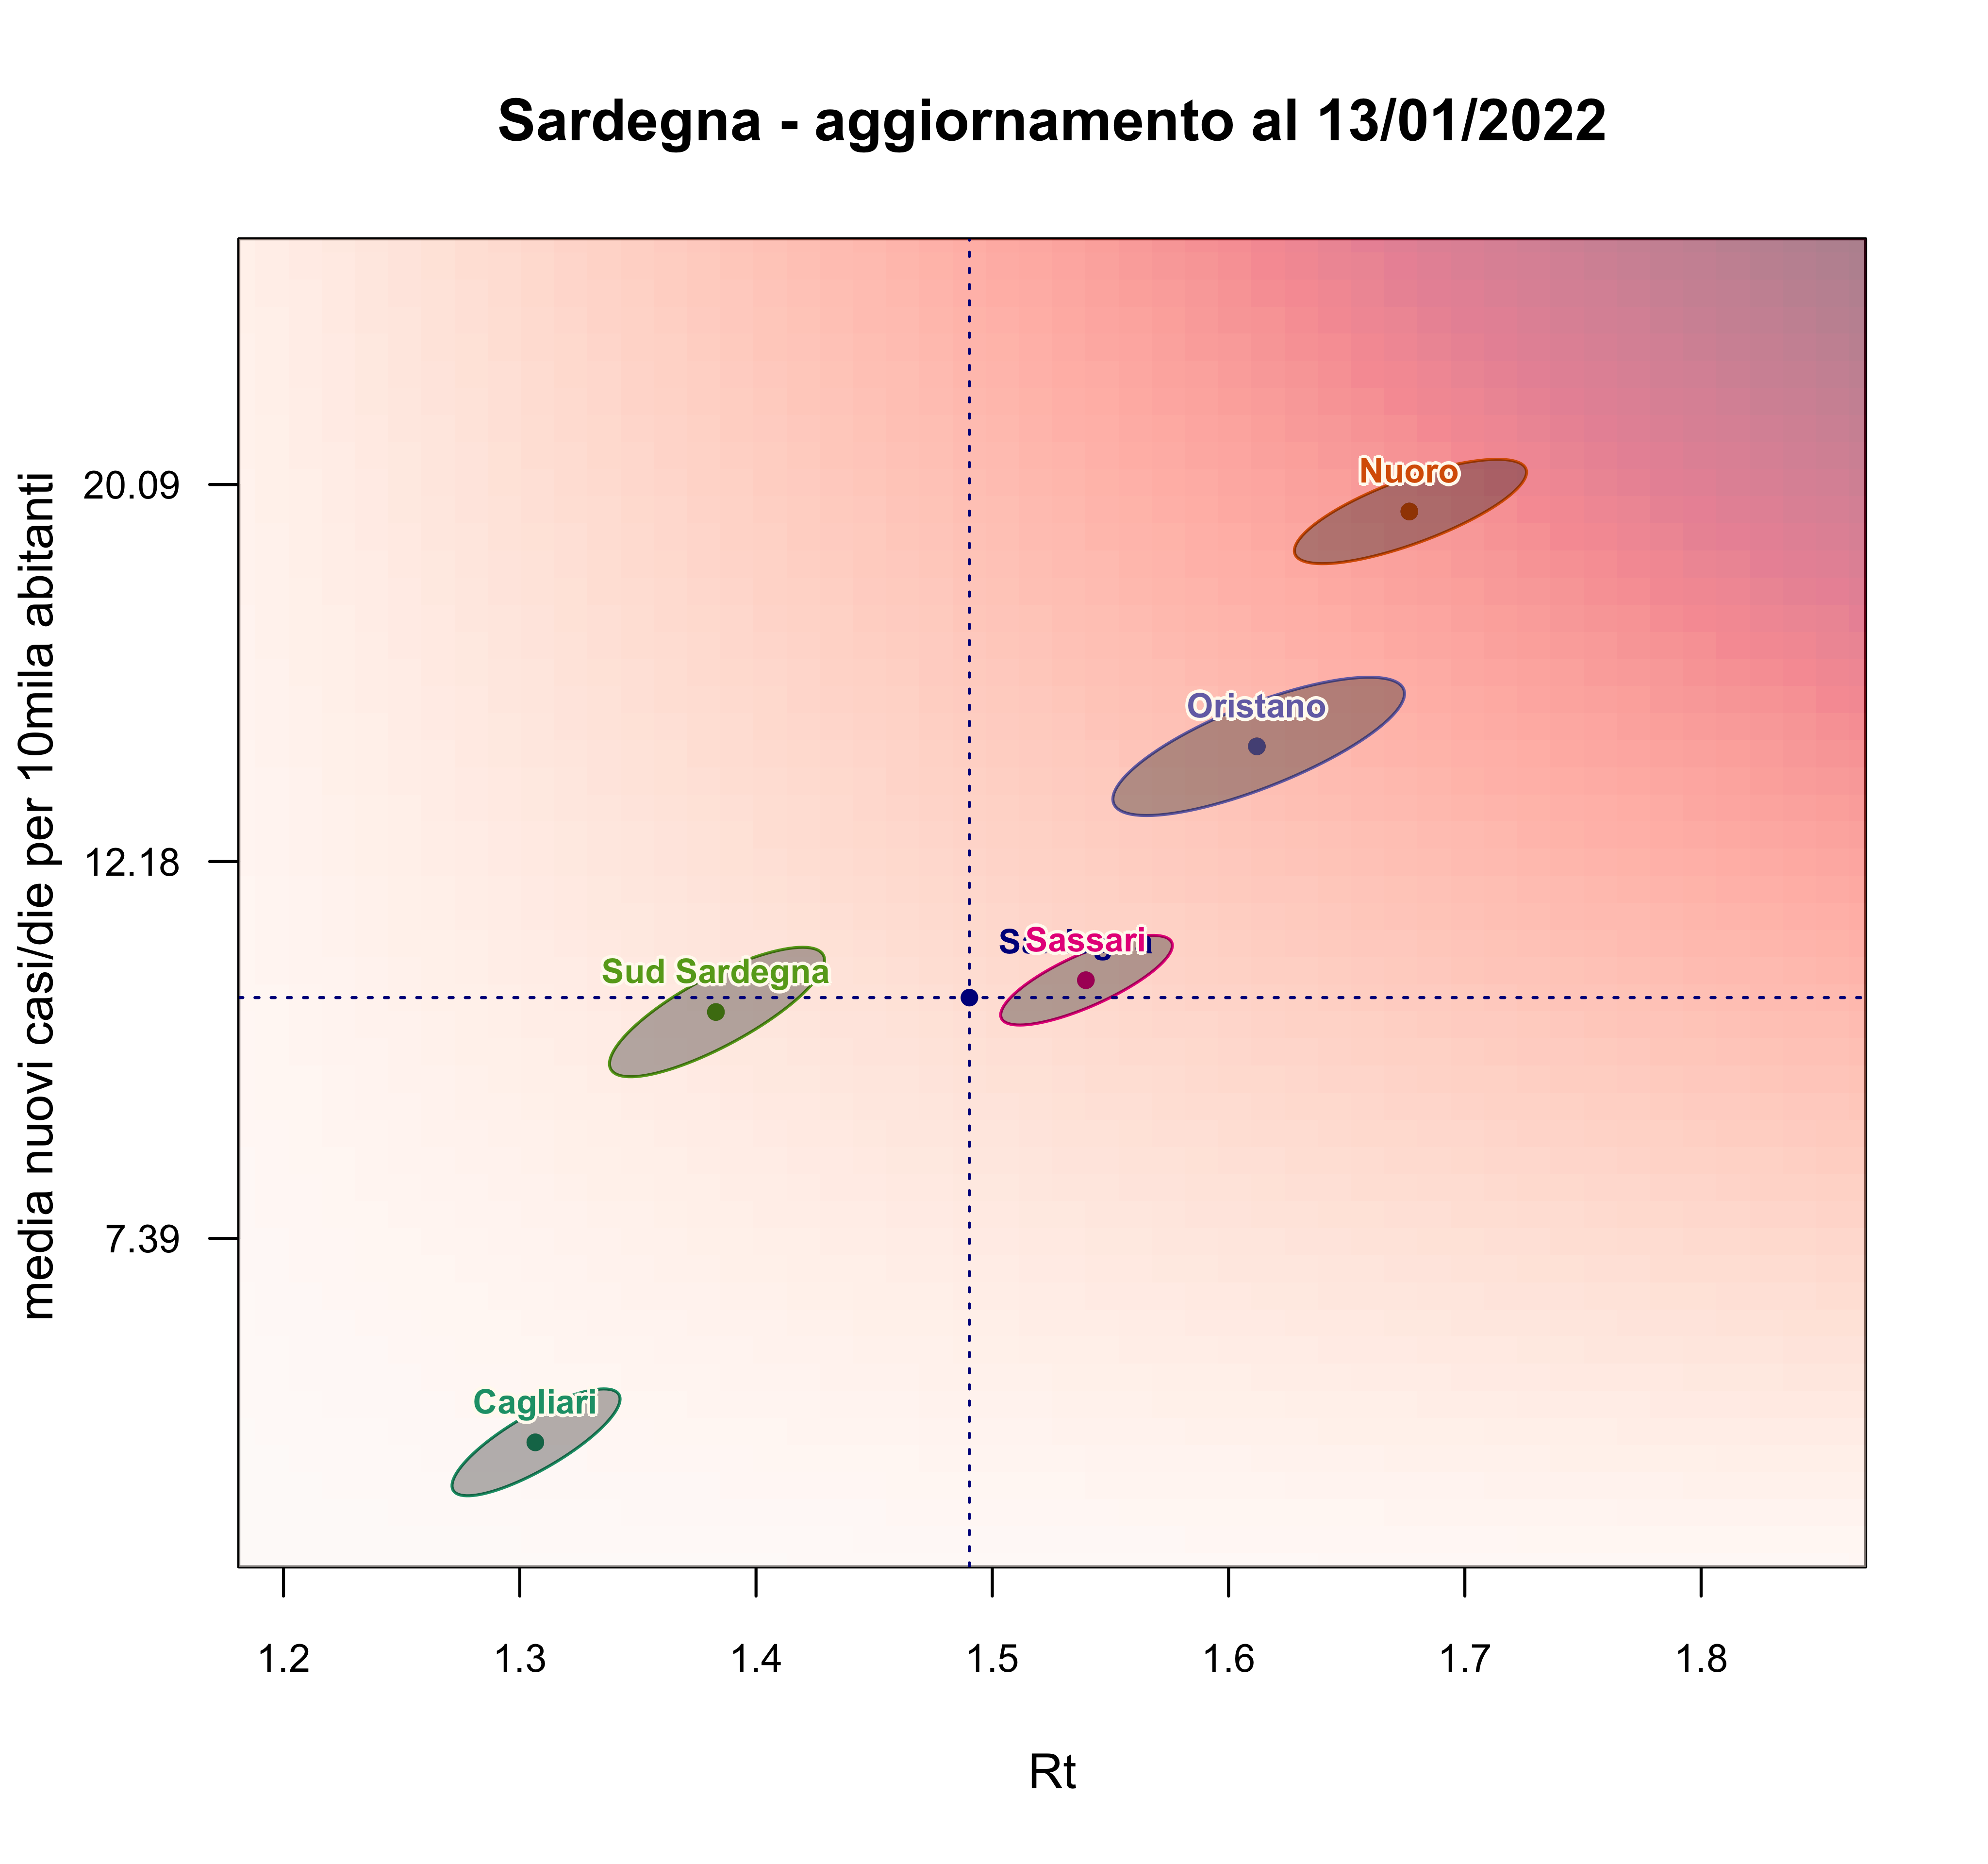 Sardegna - aggiornamento al 13/01/2022
media nuovi casi/die per 10mila abitanti
20.09
12.18
7.39
Nuoro
Oristano
Sassari
Sud Sardegna
Cagliari
1.2 1.3 1.4 1.5 1.6 1.7 1.8
Rt